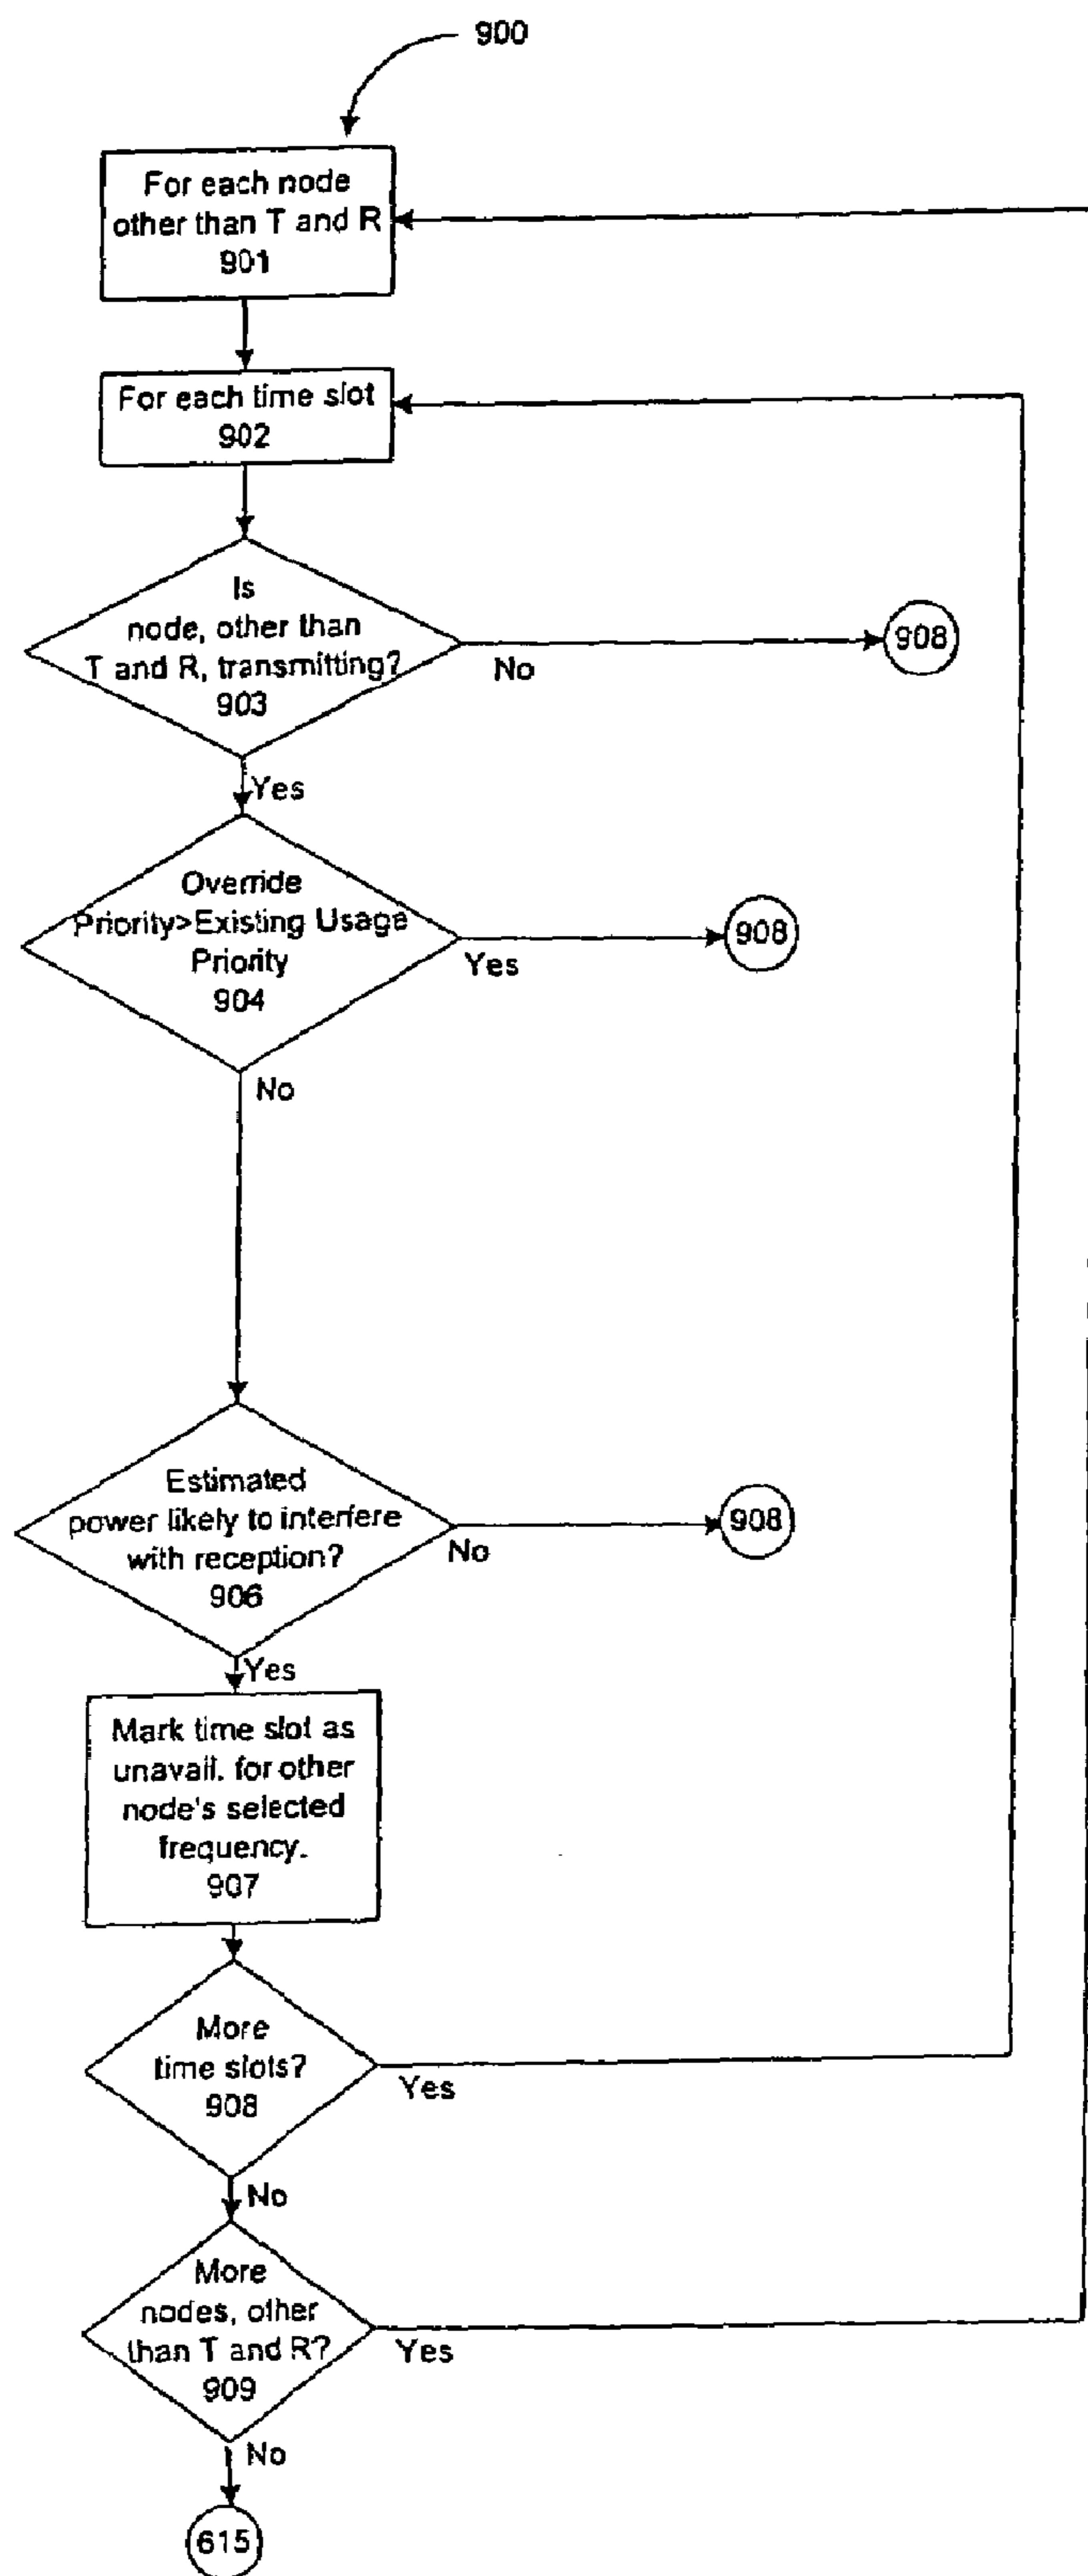 900
For each node
other than T and R
901
For each time slot
902
Is
node, other than
T and R, transmitting?
903
No
908
Yes
Override
Priority>Existing Usage
Priority
904
Yes
908
No
Estimated
power likely to interfere
with reception?
906
No
908
Yes
Mark time slot as
unavail. for other
node's selected
frequency.
907
More
time slots?
908
Yes
No
More
nodes, other
than T and R?
909
Yes
No
615